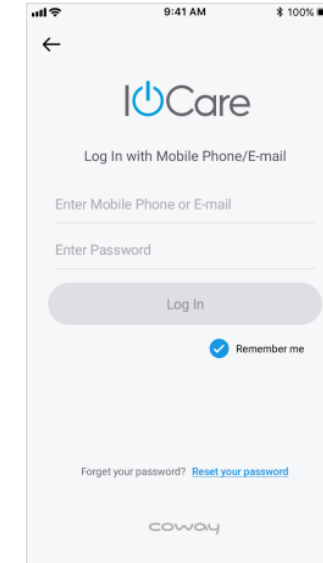 9:41 AM
100%
IOCare
Log In with Mobile Phone/E-mail
Enter Mobile Phone or E-mail
Enter Password
Log In
Remember me
Forget your password? Reset your password
coway